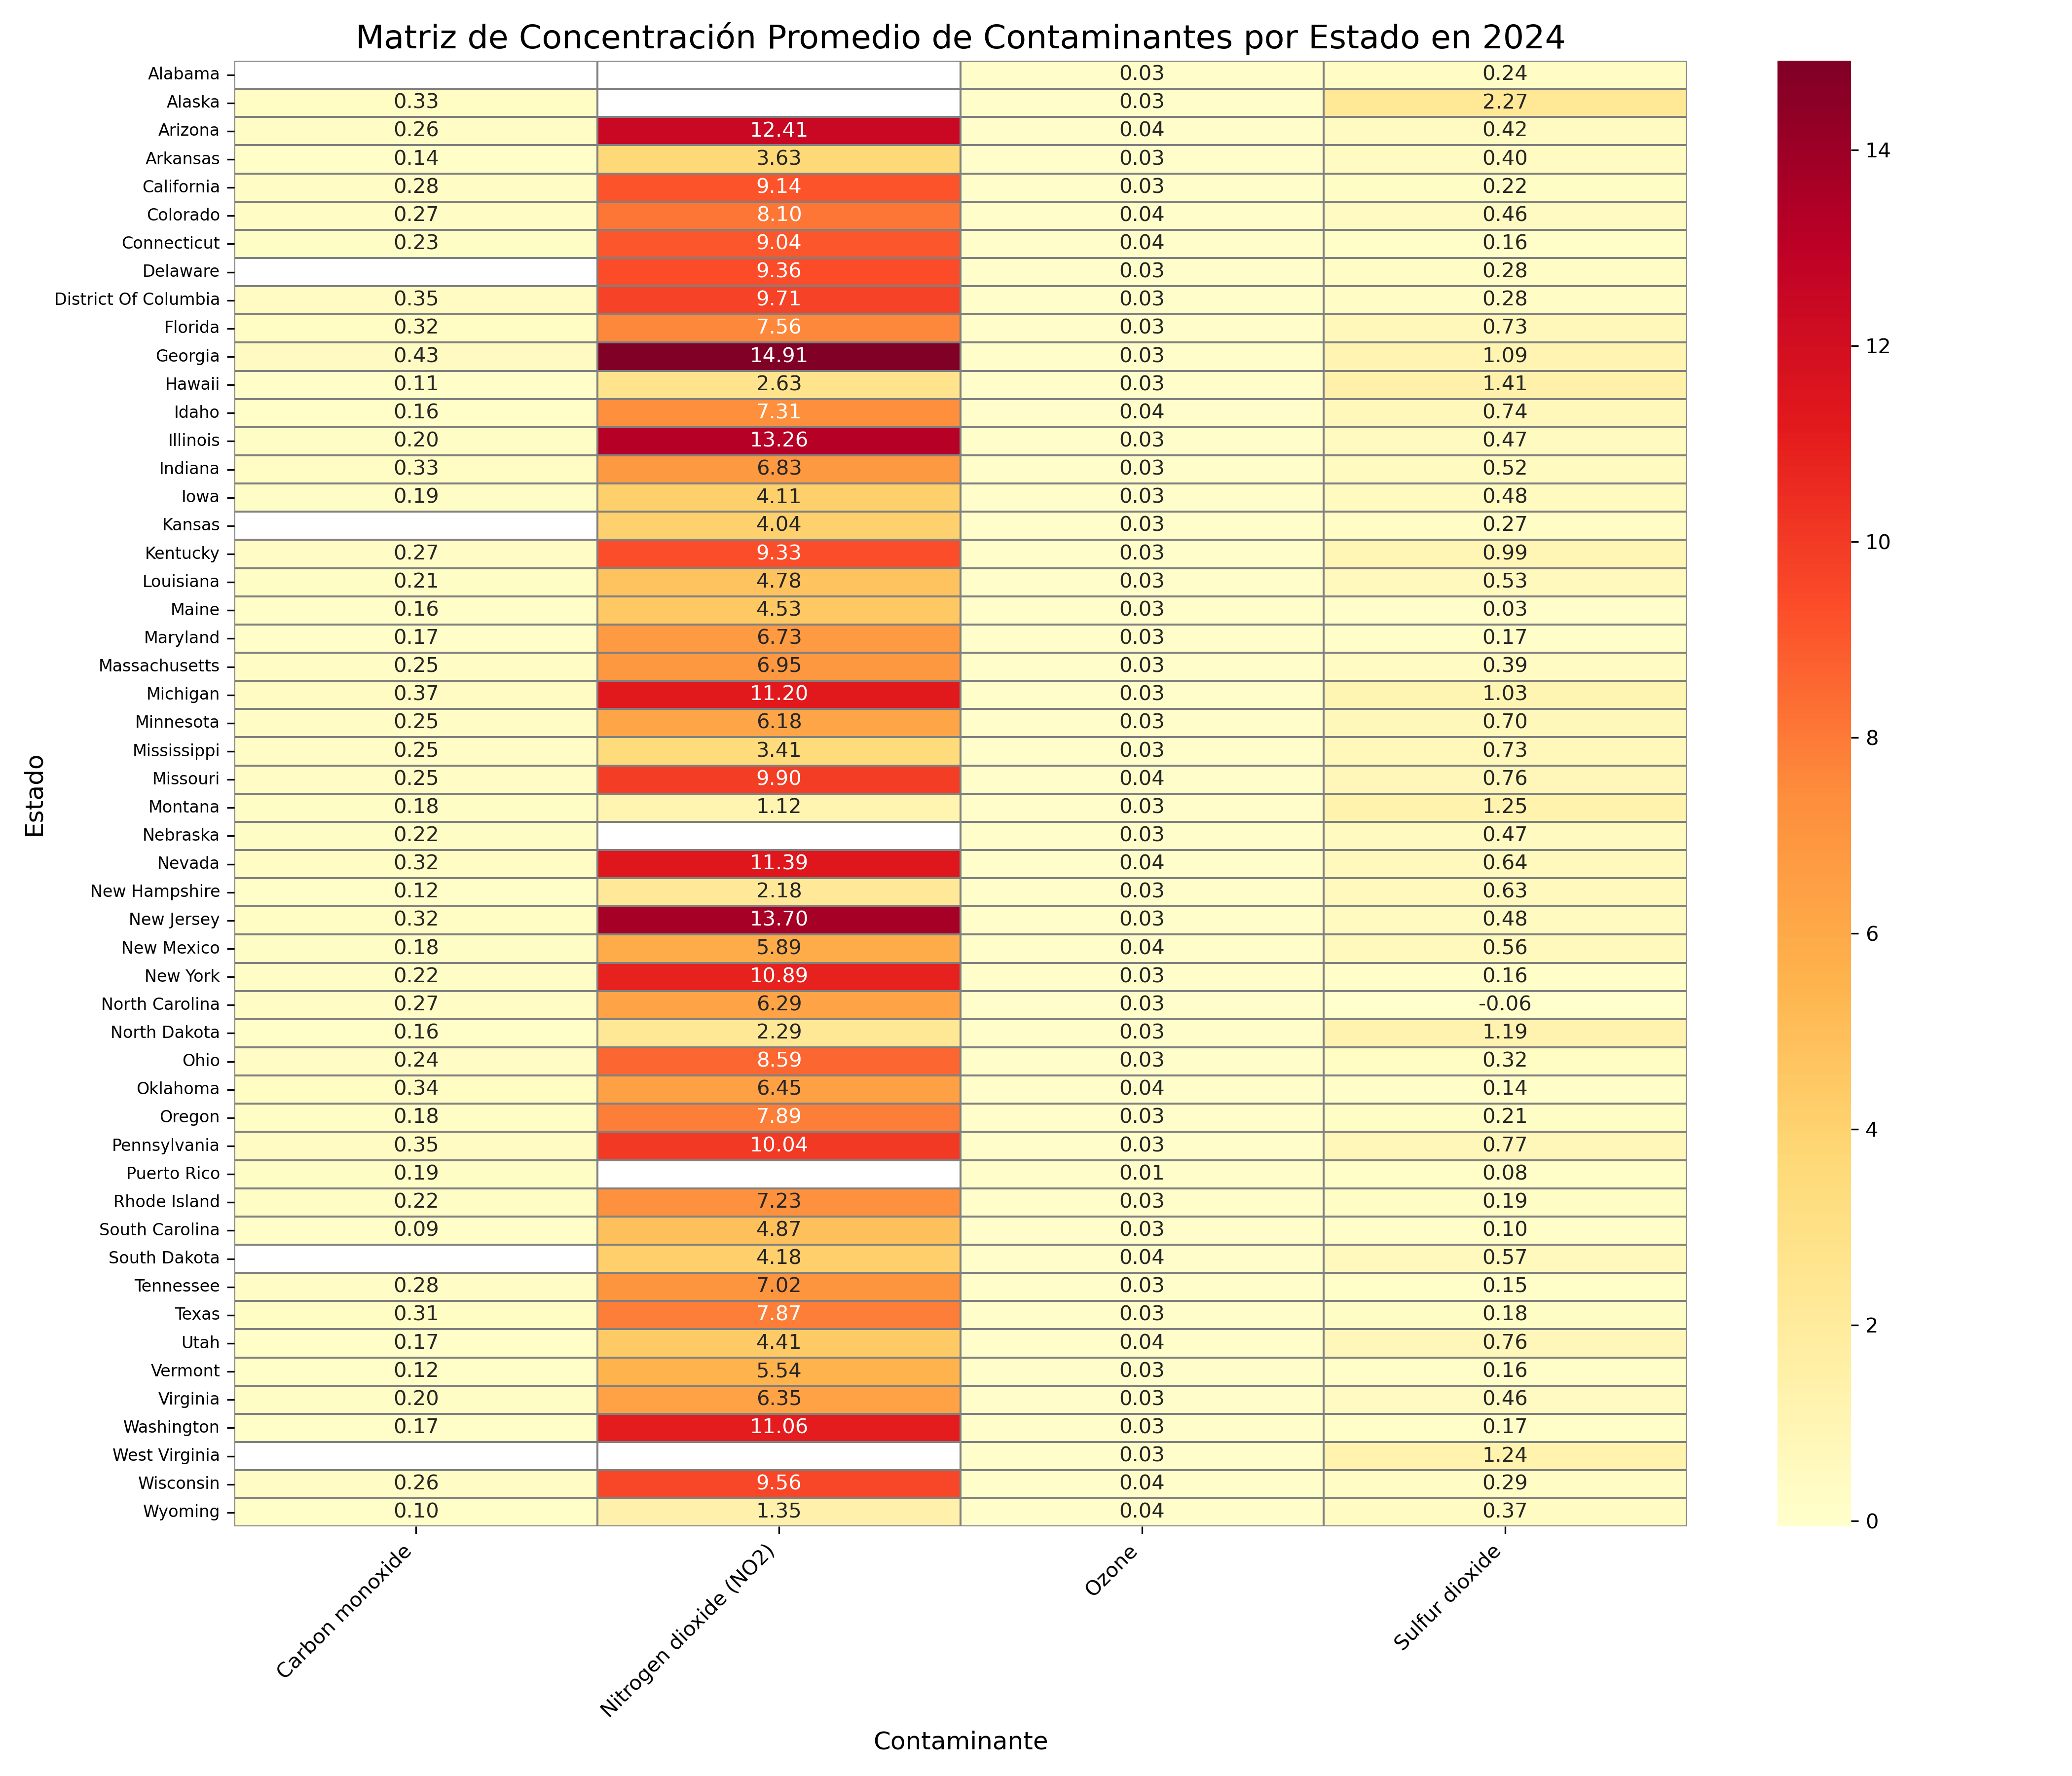 Matriz de Concentración Promedio de Contaminantes por Estado en 2024
Alabama 0.03 0.24
Alaska 0.33 0.03 2.27
Arizona 0.26 12.41 0.04 0.42
Arkansas 0.14 3.63 0.03 0.40
California 0.28 9.14 0.03 0.22
Colorado 0.27 8.10 0.04 0.46
Connecticut 0.23 9.04 0.04 0.16
Delaware 9.36 0.03 0.28
District Of Columbia 0.35 9.71 0.03 0.28
Florida 0.32 7.56 0.03 0.73
Georgia 0.43 14.91 0.03 1.09
Hawaii 0.11 2.63 0.03 1.41
Idaho 0.16 7.31 0.04 0.74
Illinois 0.20 13.26 0.03 0.47
Indiana 0.33 6.83 0.03 0.52
Iowa 0.19 4.11 0.03 0.48
Kansas 4.04 0.03 0.27
Kentucky 0.27 9.33 0.03 0.99
Louisiana 0.21 4.78 0.03 0.53
Maine 0.16 4.53 0.03 0.03
Maryland 0.17 6.73 0.03 0.17
Massachusetts 0.25 6.95 0.03 0.39
Michigan 0.37 11.20 0.03 1.03
Minnesota 0.25 6.18 0.03 0.70
Mississippi 0.25 3.41 0.03 0.73
Missouri 0.25 9.90 0.04 0.76
Montana 0.18 1.12 0.03 1.25
Nebraska 0.22 0.03 0.47
Nevada 0.32 11.39 0.04 0.64
New Hampshire 0.12 2.18 0.03 0.63
New Jersey 0.32 13.70 0.03 0.48
New Mexico 0.18 5.89 0.04 0.56
New York 0.22 10.89 0.03 0.16
North Carolina 0.27 6.29 0.03 -0.06
North Dakota 0.16 2.29 0.03 1.19
Ohio 0.24 8.59 0.03 0.32
Oklahoma 0.34 6.45 0.04 0.14
Oregon 0.18 7.89 0.03 0.21
Pennsylvania 0.35 10.04 0.03 0.77
Puerto Rico 0.19 0.01 0.08
Rhode Island 0.22 7.23 0.03 0.19
South Carolina 0.09 4.87 0.03 0.10
South Dakota 4.18 0.04 0.57
Tennessee 0.28 7.02 0.03 0.15
Texas 0.31 7.87 0.03 0.18
Utah 0.17 4.41 0.04 0.76
Vermont 0.12 5.54 0.03 0.16
Virginia 0.20 6.35 0.03 0.46
Washington 0.17 11.06 0.03 0.17
West Virginia 0.03 1.24
Wisconsin 0.26 9.56 0.04 0.29
Wyoming 0.10 1.35 0.04 0.37
Estado
Carbon monoxide
Nitrogen dioxide (NO2)
Ozone
Sulfur dioxide
Contaminante
14
12
10
8
6
4
2
0